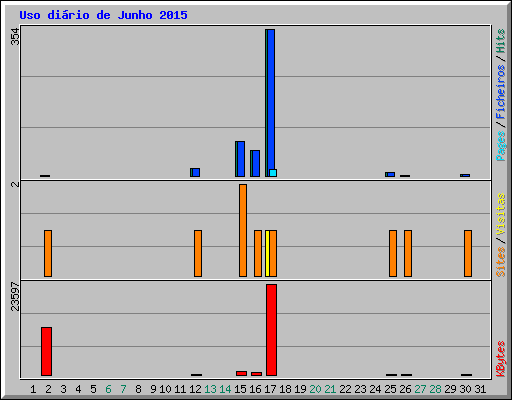 Uso diário de Junho 2015
354
Pages / Ficheiros / Hits
2
Sites / Visitas
23597
KBytes
1 2 3 4 5 6 7 8 9 10 11 12 13 14 15 16 17 18 19 20 21 22 23 24 25 26 27 28 29 30 31